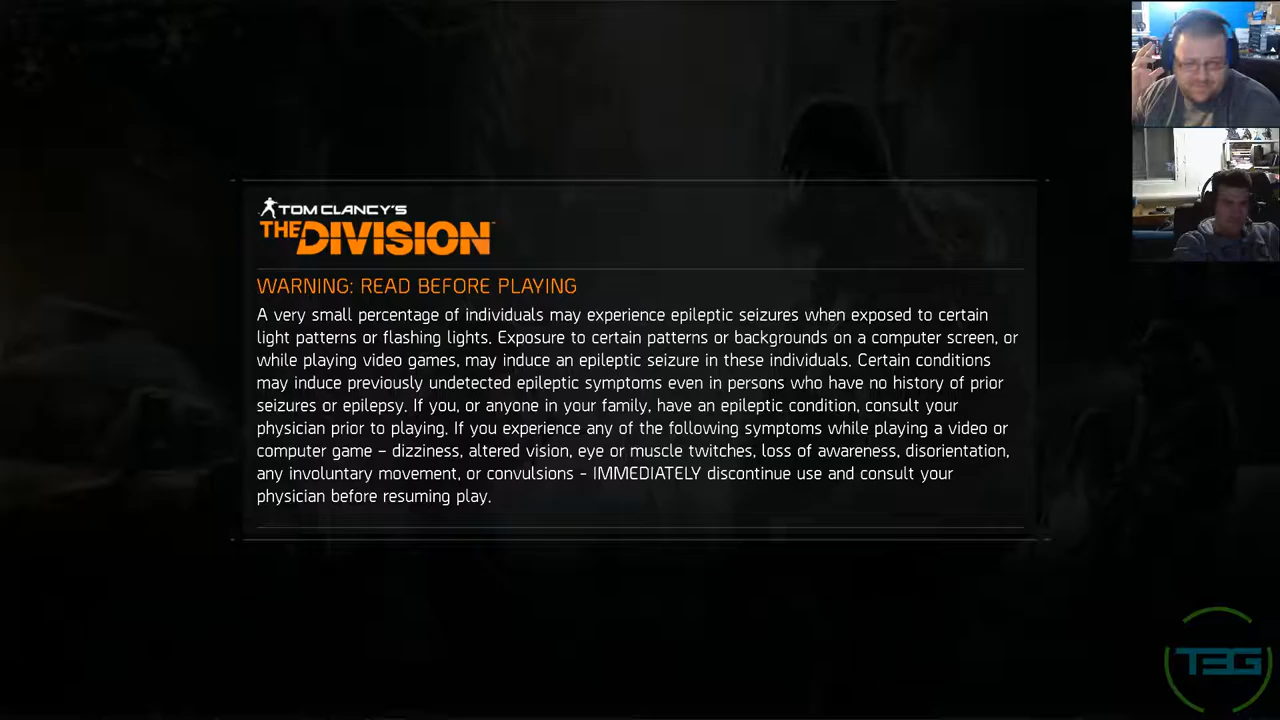 TOM CLANCY'S
THE DIVISION™
WARNING: READ BEFORE PLAYING
A very small percentage of individuals may experience epileptic seizures when exposed to certain
light patterns or flashing lights. Exposure to certain patterns or backgrounds on a computer screen, or
while playing video games, may induce an epileptic seizure in these individuals. Certain conditions
may induce previously undetected epileptic symptoms even in persons who have no history of prior
seizures or epilepsy. If you, or anyone in your family, have an epileptic condition, consult your
physician prior to playing. If you experience any of the following symptoms while playing a video or
computer game – dizziness, altered vision, eye or muscle twitches, loss of awareness, disorientation,
any involuntary movement, or convulsions - IMMEDIATELY discontinue use and consult your
physician before resuming play.
TBG